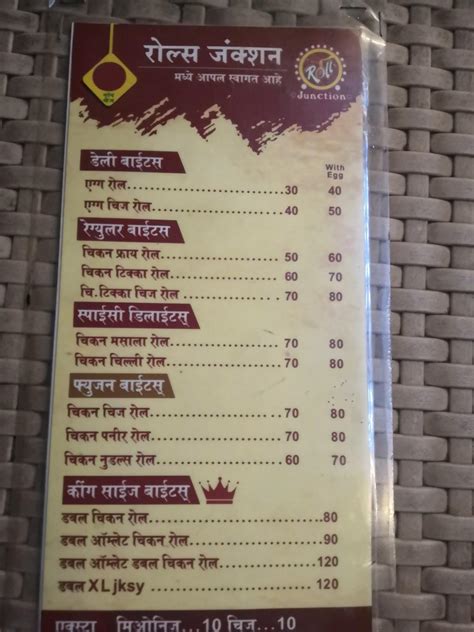 रोल्स जंक्शन
मध्ये आपल स्वागत आहे
Roll
Junction
डेली बाईटस
With Egg
एग्ग रोल.......................30 40
एग्ग चिज रोल...................40 50
रेग्युलर बाईटस
चिकन फ्राय रोल.................50 60
चिकन टिक्का रोल................60 70
चि.टिक्का चिज रोल..............70 80
स्पाईसी डिलाईटस्
चिकन मसाला रोल.................70 80
चिकन चिल्ली रोल................70 80
फ्युजन बाईटस्
चिकन चिज रोल...................70 80
चिकन पनीर रोल..................70 80
चिकन नुडल्स रोल................60 70
कींग साईज बाईटस्
डबल चिकन रोल...................80
डबल ऑम्लेट चिकन रोल............90
डबल ऑम्लेट डबल चिकन रोल........120
डबल XLjksy.....................120
एक्स्टा मिओनिज...10 चिज...10